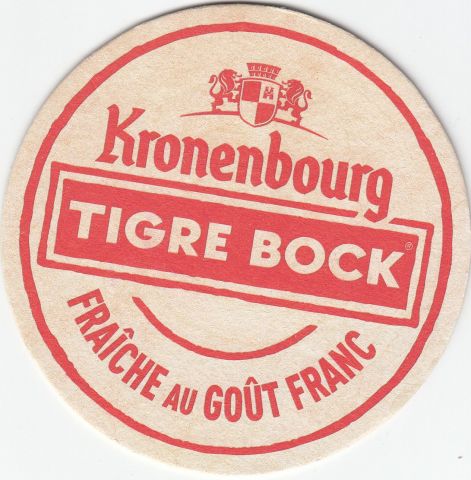 Kronenbourg
TIGRE BOCK®
FRAÎCHE AU GOÛT FRANC